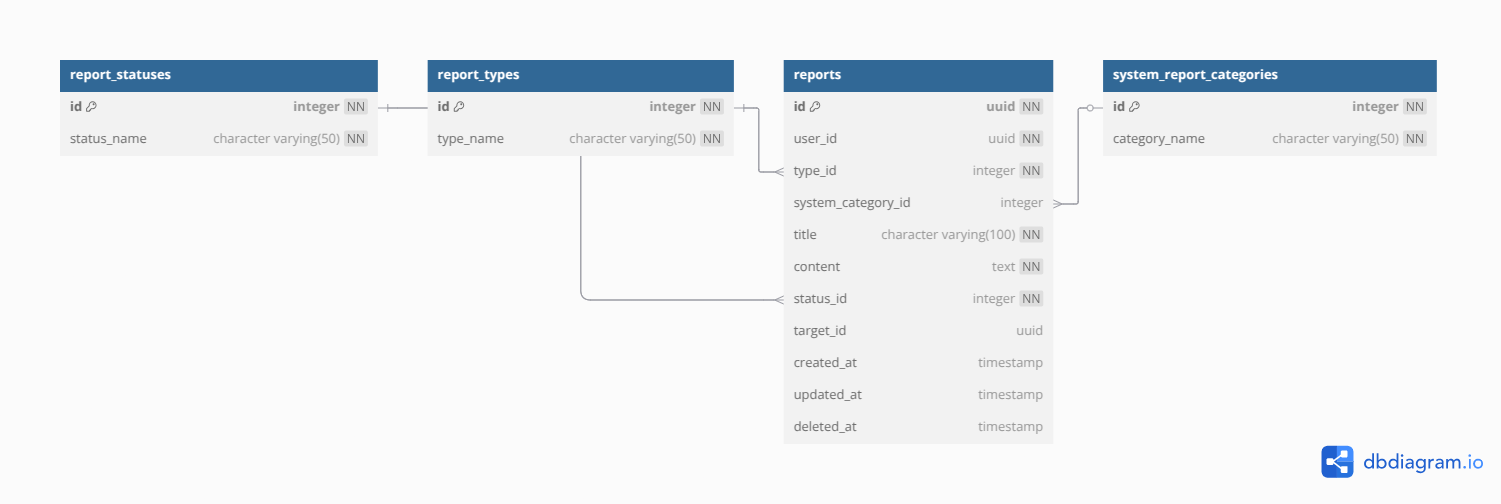 report_statuses
id integer NN
status_name character varying(50) NN
report_types
id integer NN
type_name character varying(50) NN
reports
id uuid NN
user_id uuid NN
type_id integer NN
system_category_id integer
title character varying(100) NN
content text NN
status_id integer NN
target_id uuid
created_at timestamp
updated_at timestamp
deleted_at timestamp
system_report_categories
id integer NN
category_name character varying(50) NN
dbdiagram.io